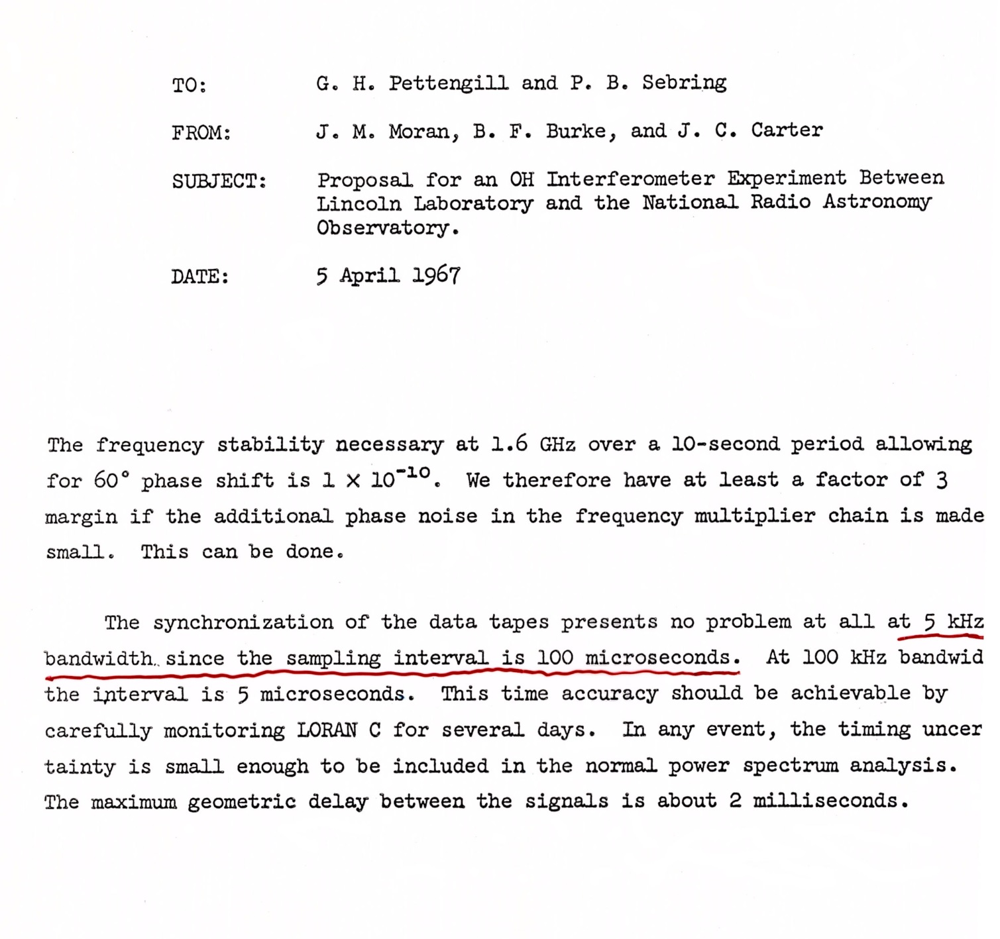 TO: G. H. Pettengill and P. B. Sebring
FROM: J. M. Moran, B. F. Burke, and J. C. Carter
SUBJECT: Proposal for an OH Interferometer Experiment Between
Lincoln Laboratory and the National Radio Astronomy
Observatory.
DATE: 5 April 1967
The frequency stability necessary at 1.6 GHz over a 10-second period allowing
for 60° phase shift is 1 X 10⁻¹⁰. We therefore have at least a factor of 3
margin if the additional phase noise in the frequency multiplier chain is made
small. This can be done.
The synchronization of the data tapes presents no problem at all at 5 kHz
bandwidth, since the sampling interval is 100 microseconds. At 100 kHz bandwid
the interval is 5 microseconds. This time accuracy should be achievable by
carefully monitoring LORAN C for several days. In any event, the timing uncer
tainty is small enough to be included in the normal power spectrum analysis.
The maximum geometric delay between the signals is about 2 milliseconds.